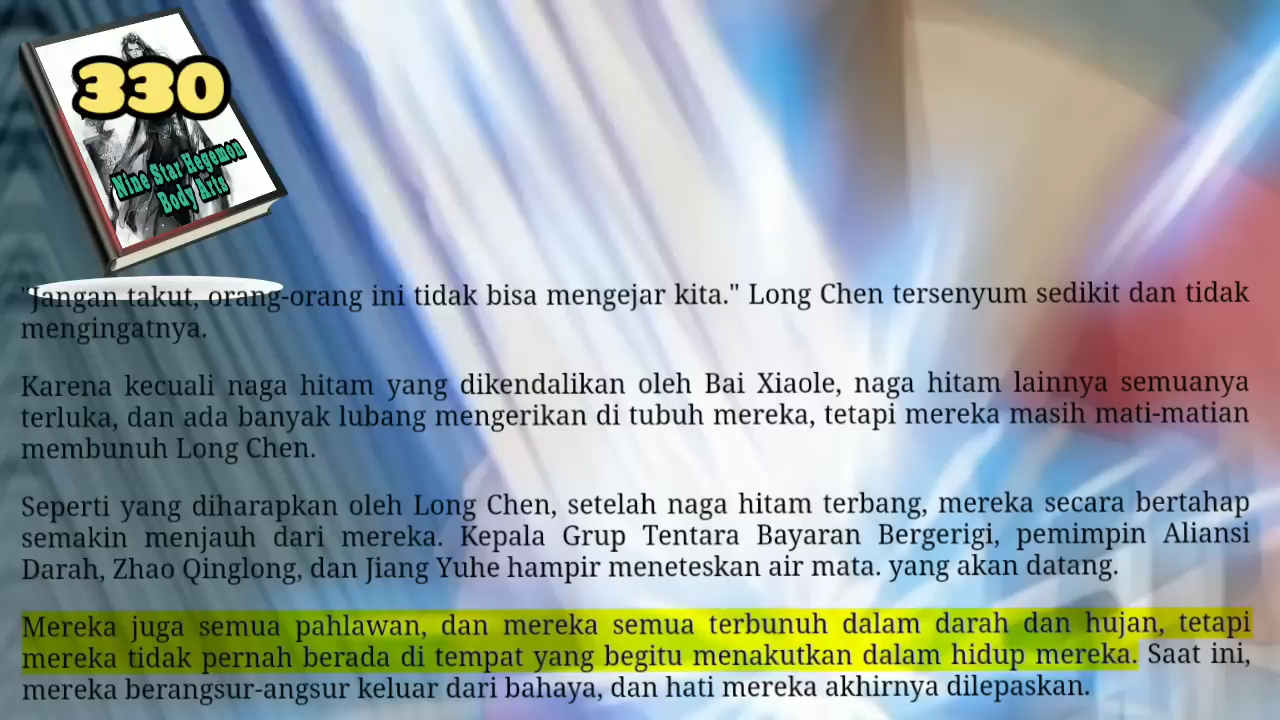 330
Nine Star Hegemon
Body Arts
"Jangan takut, orang-orang ini tidak bisa mengejar kita." Long Chen tersenyum sedikit dan tidak
mengingatnya.
Karena kecuali naga hitam yang dikendalikan oleh Bai Xiaole, naga hitam lainnya semuanya
terluka, dan ada banyak lubang mengerikan di tubuh mereka, tetapi mereka masih mati-matian
membunuh Long Chen.
Seperti yang diharapkan oleh Long Chen, setelah naga hitam terbang, mereka secara bertahap
semakin menjauh dari mereka. Kepala Grup Tentara Bayaran Bergerigi, pemimpin Aliansi
Darah, Zhao Qinglong, dan Jiang Yuhe hampir meneteskan air mata. yang akan datang.
Mereka juga semua pahlawan, dan mereka semua terbunuh dalam darah dan hujan, tetapi
mereka tidak pernah berada di tempat yang begitu menakutkan dalam hidup mereka. Saat ini,
mereka berangsur-angsur keluar dari bahaya, dan hati mereka akhirnya dilepaskan.